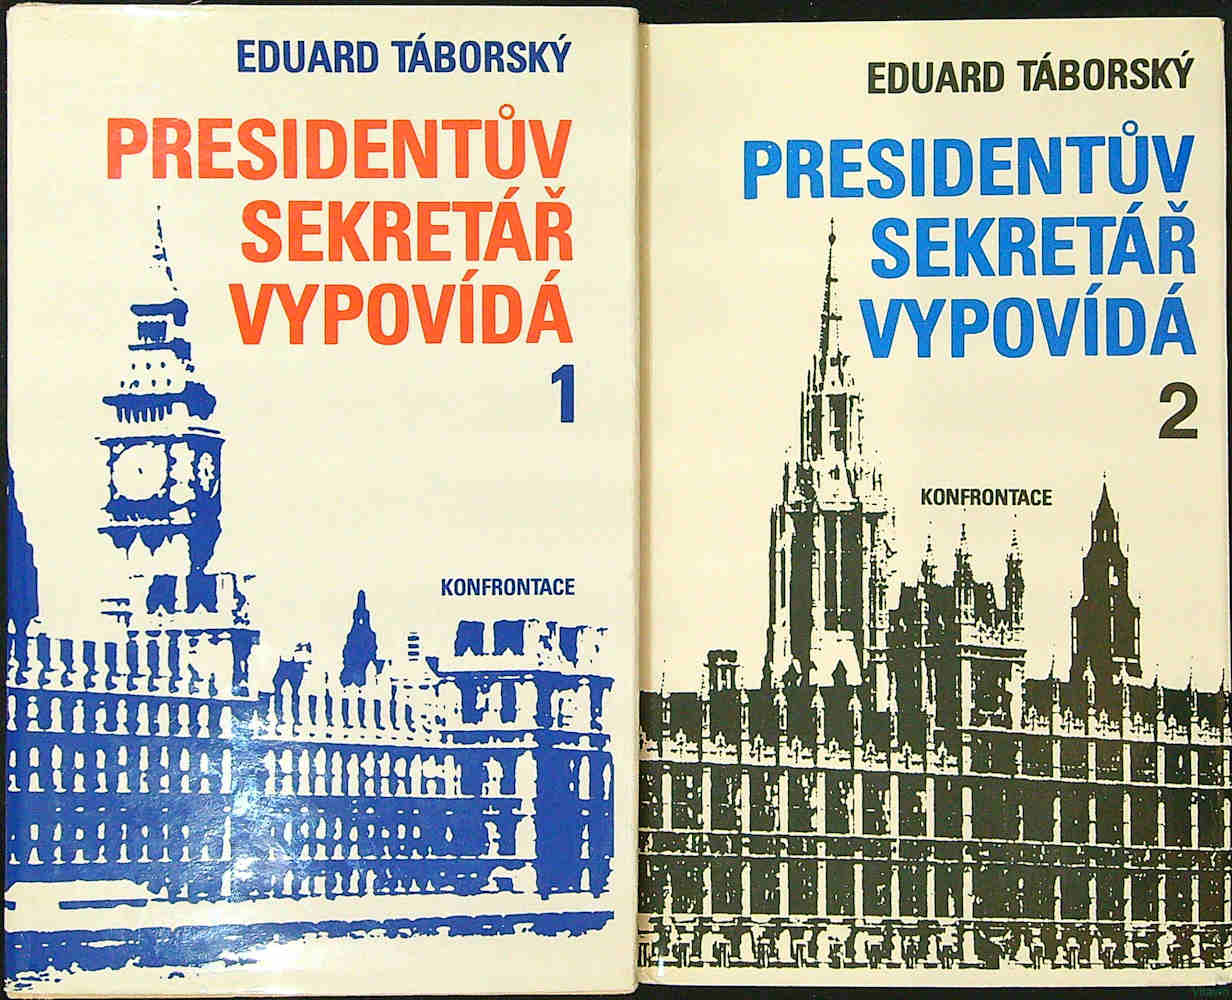 EDUARD TÁBORSKÝ
PRESIDENTŮV
SEKRETÁŘ
VYPOVÍDÁ
1
KONFRONTACE
EDUARD TÁBORSKÝ
PRESIDENTŮV
SEKRETÁŘ
VYPOVÍDÁ
2
KONFRONTACE